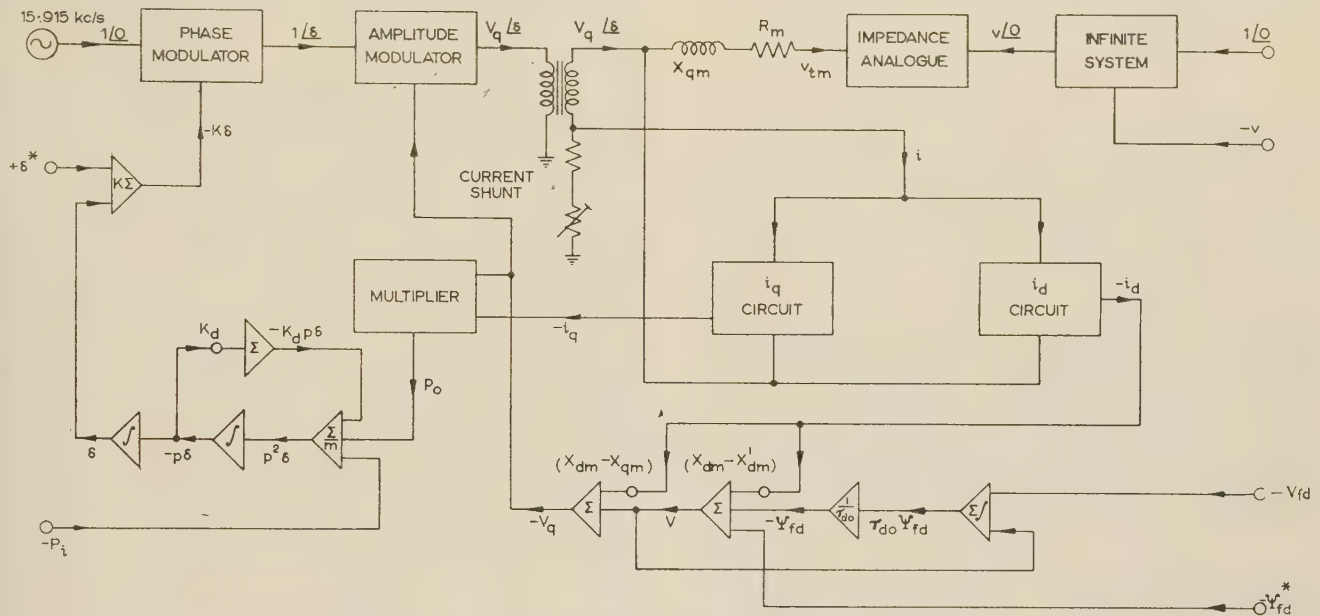 15·915 kc/s
1/0
PHASE
MODULATOR
1/δ
AMPLITUDE
MODULATOR
V_q /δ
V_q /δ
X_qm
R_m
v_tm
IMPEDANCE
ANALOGUE
v/0
INFINITE
SYSTEM
1/0
-v
-Kδ
+δ*
KΣ
CURRENT
SHUNT
i
MULTIPLIER
-i_q
i_q
CIRCUIT
i_d
CIRCUIT
-i_d
K_d
Σ
-K_d pδ
P_o
δ
∫
-pδ
∫
p²δ
Σ/m
-P_i
(X_dm-X_qm)
(X_dm-X'_dm)
-V_q
Σ
V
Σ
-Ψ_fd
1/τ_do
τ_do Ψ_fd
Σ∫
-V_fd
-Ψ*_fd